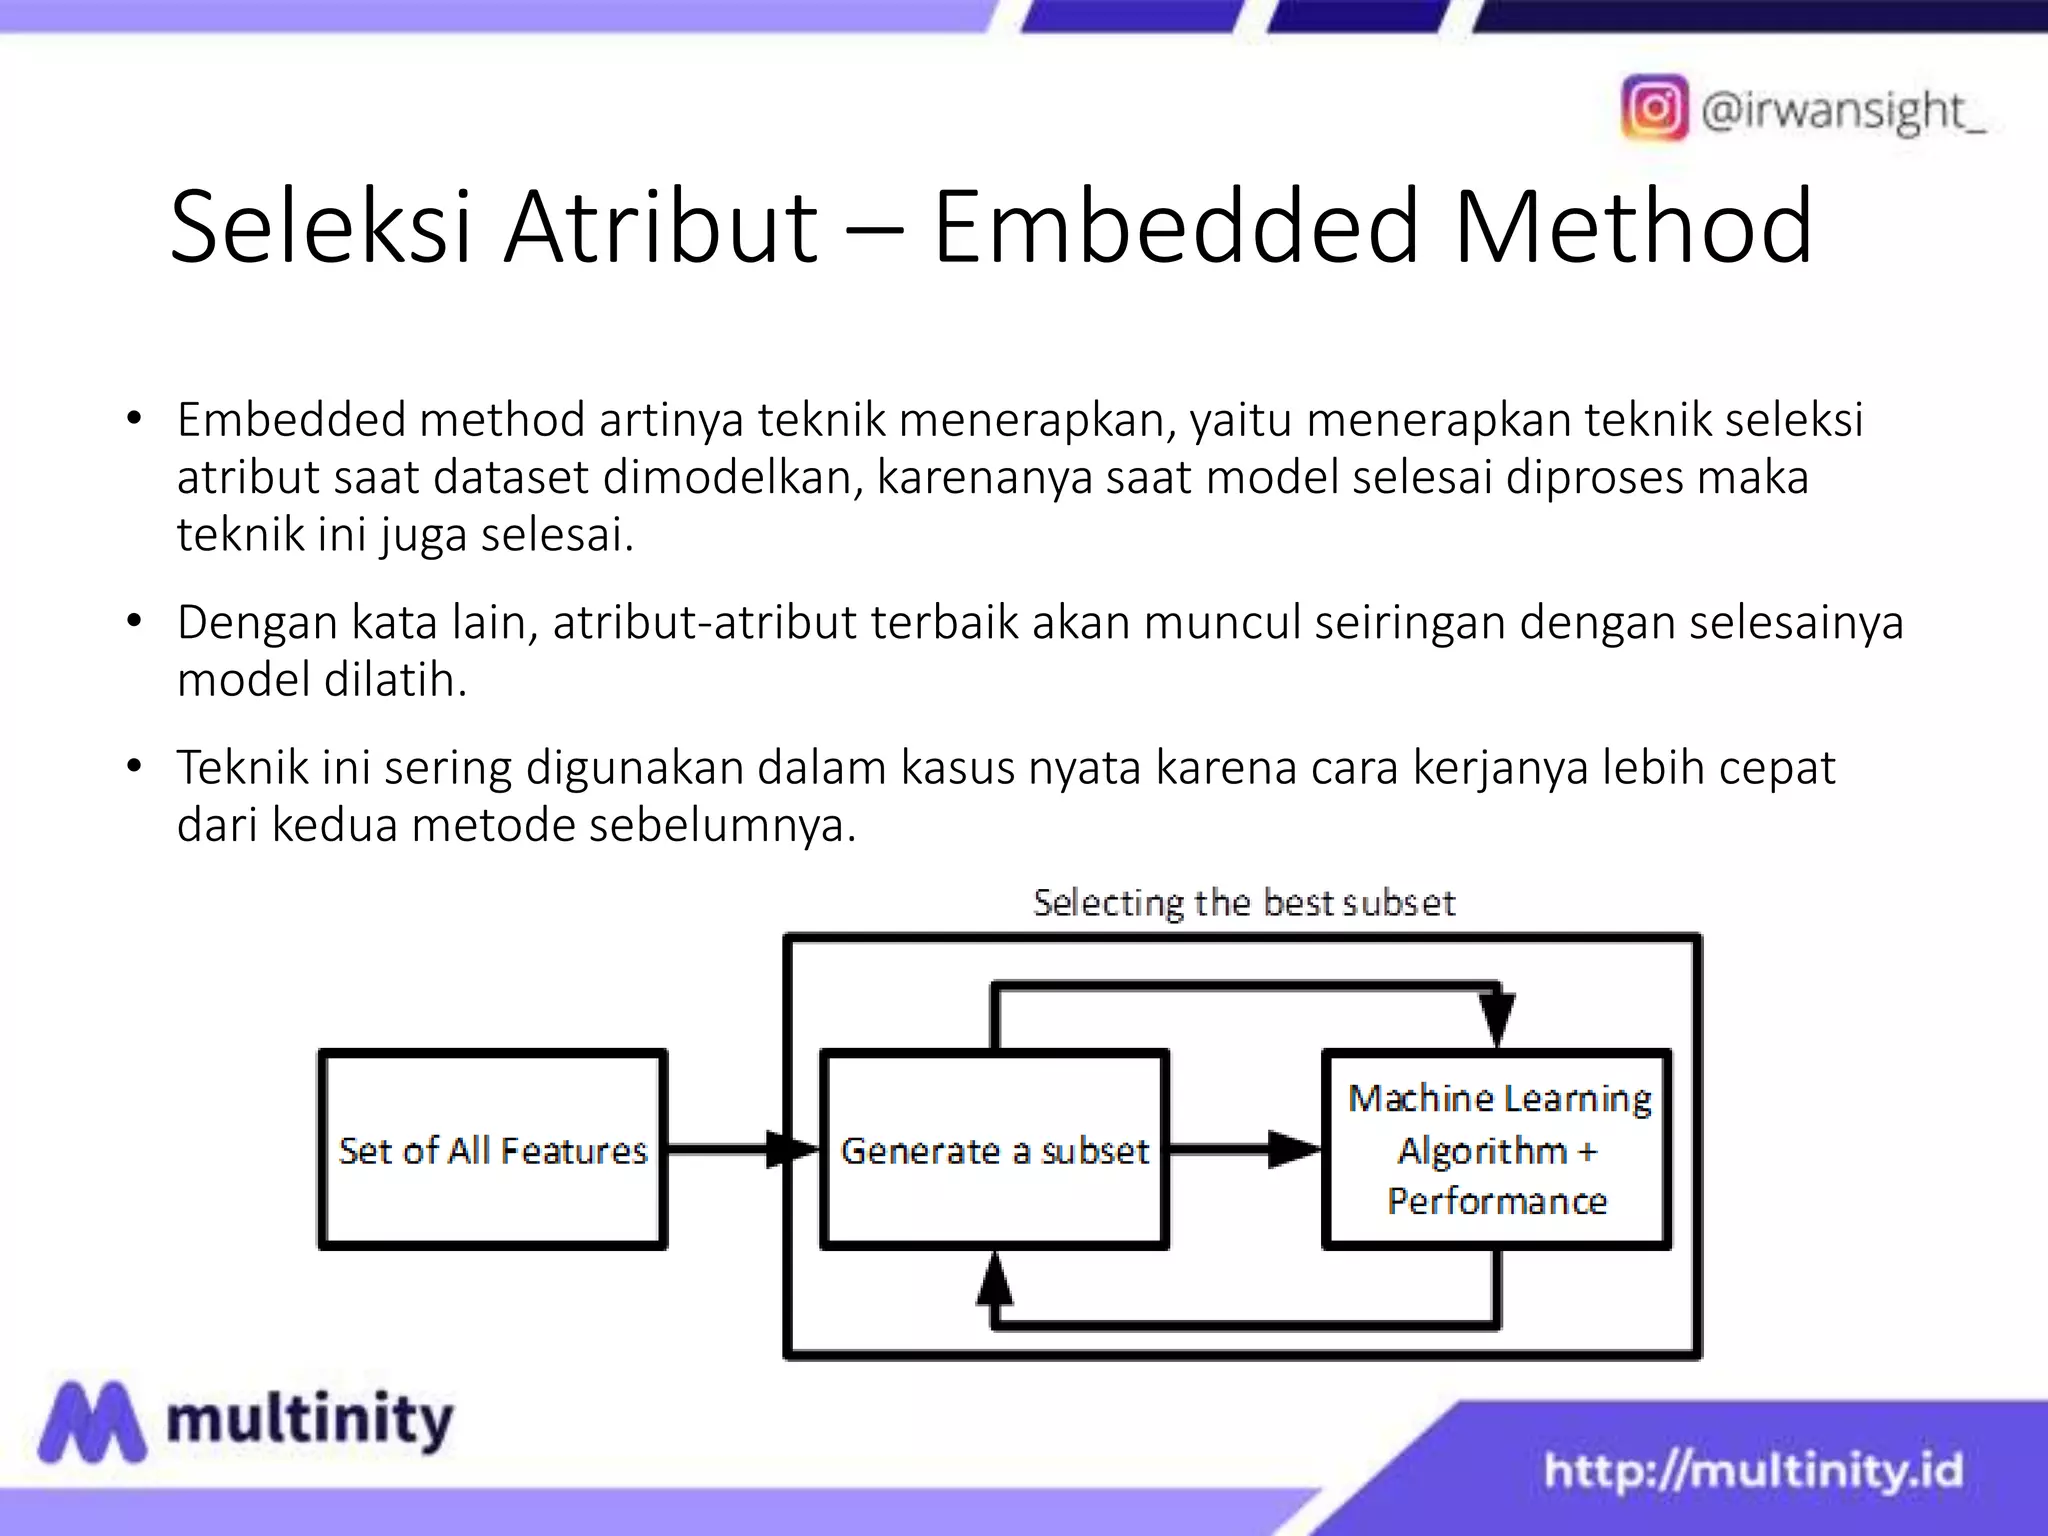 @irwansight_
Seleksi Atribut – Embedded Method
• Embedded method artinya teknik menerapkan, yaitu menerapkan teknik seleksi
atribut saat dataset dimodelkan, karenanya saat model selesai diproses maka
teknik ini juga selesai.
• Dengan kata lain, atribut-atribut terbaik akan muncul seiringan dengan selesainya
model dilatih.
• Teknik ini sering digunakan dalam kasus nyata karena cara kerjanya lebih cepat
dari kedua metode sebelumnya.
Selecting the best subset
Set of All Features
Generate a subset
Machine Learning
Algorithm +
Performance
multinity
http://multinity.id